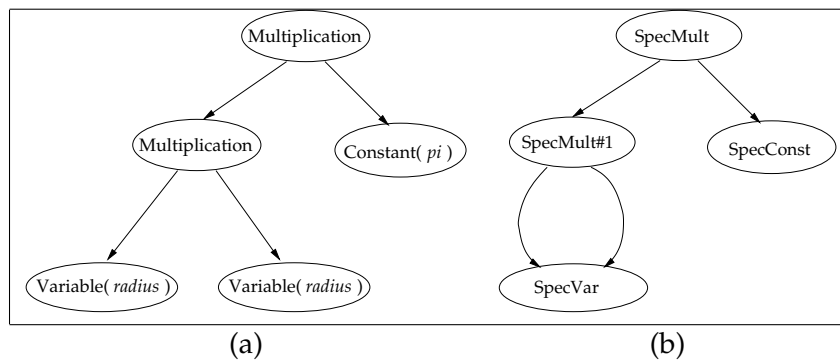 Multiplication SpecMult
Multiplication Constant( pi ) SpecMult#1 SpecConst
Variable( radius ) Variable( radius ) SpecVar
(a) (b)